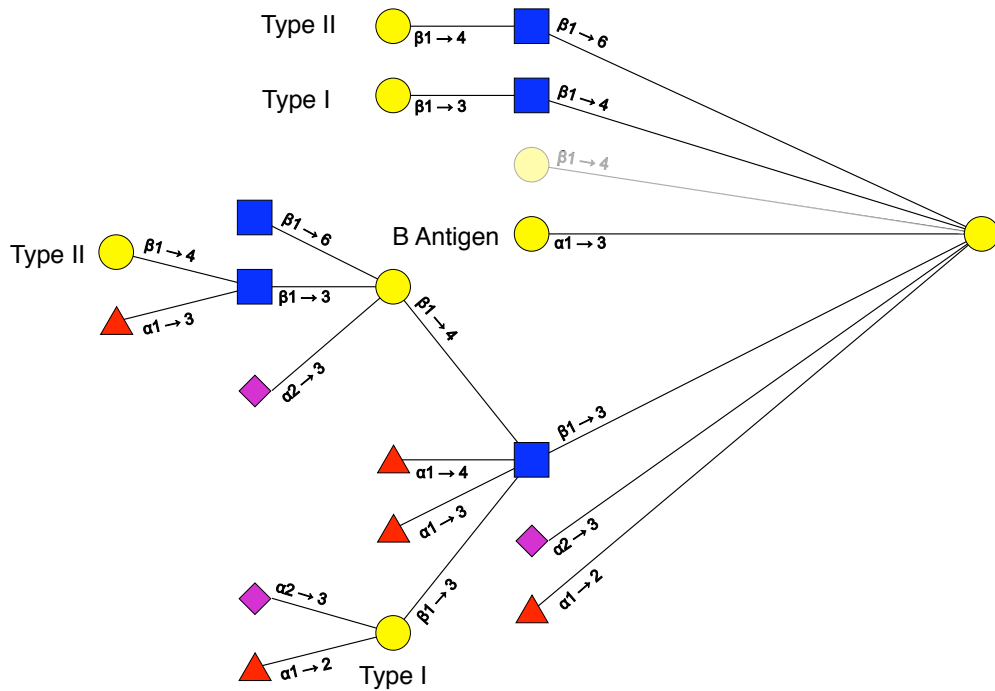 Type II
β1→4
β1→6
Type I
β1→3
β1→4
β1→4
B Antigen
α1→3
Type II
β1→4
β1→6
β1→3
α1→3
β1→4
α2→3
β1→3
α1→4
α1→3
α2→3
α1→2
α2→3
β1→3
α1→2
Type I